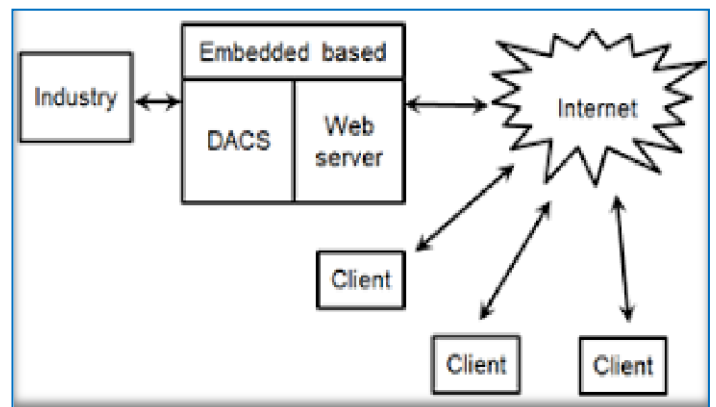 Embedded based
Industry
DACS
Web
server
Internet
Client
Client
Client